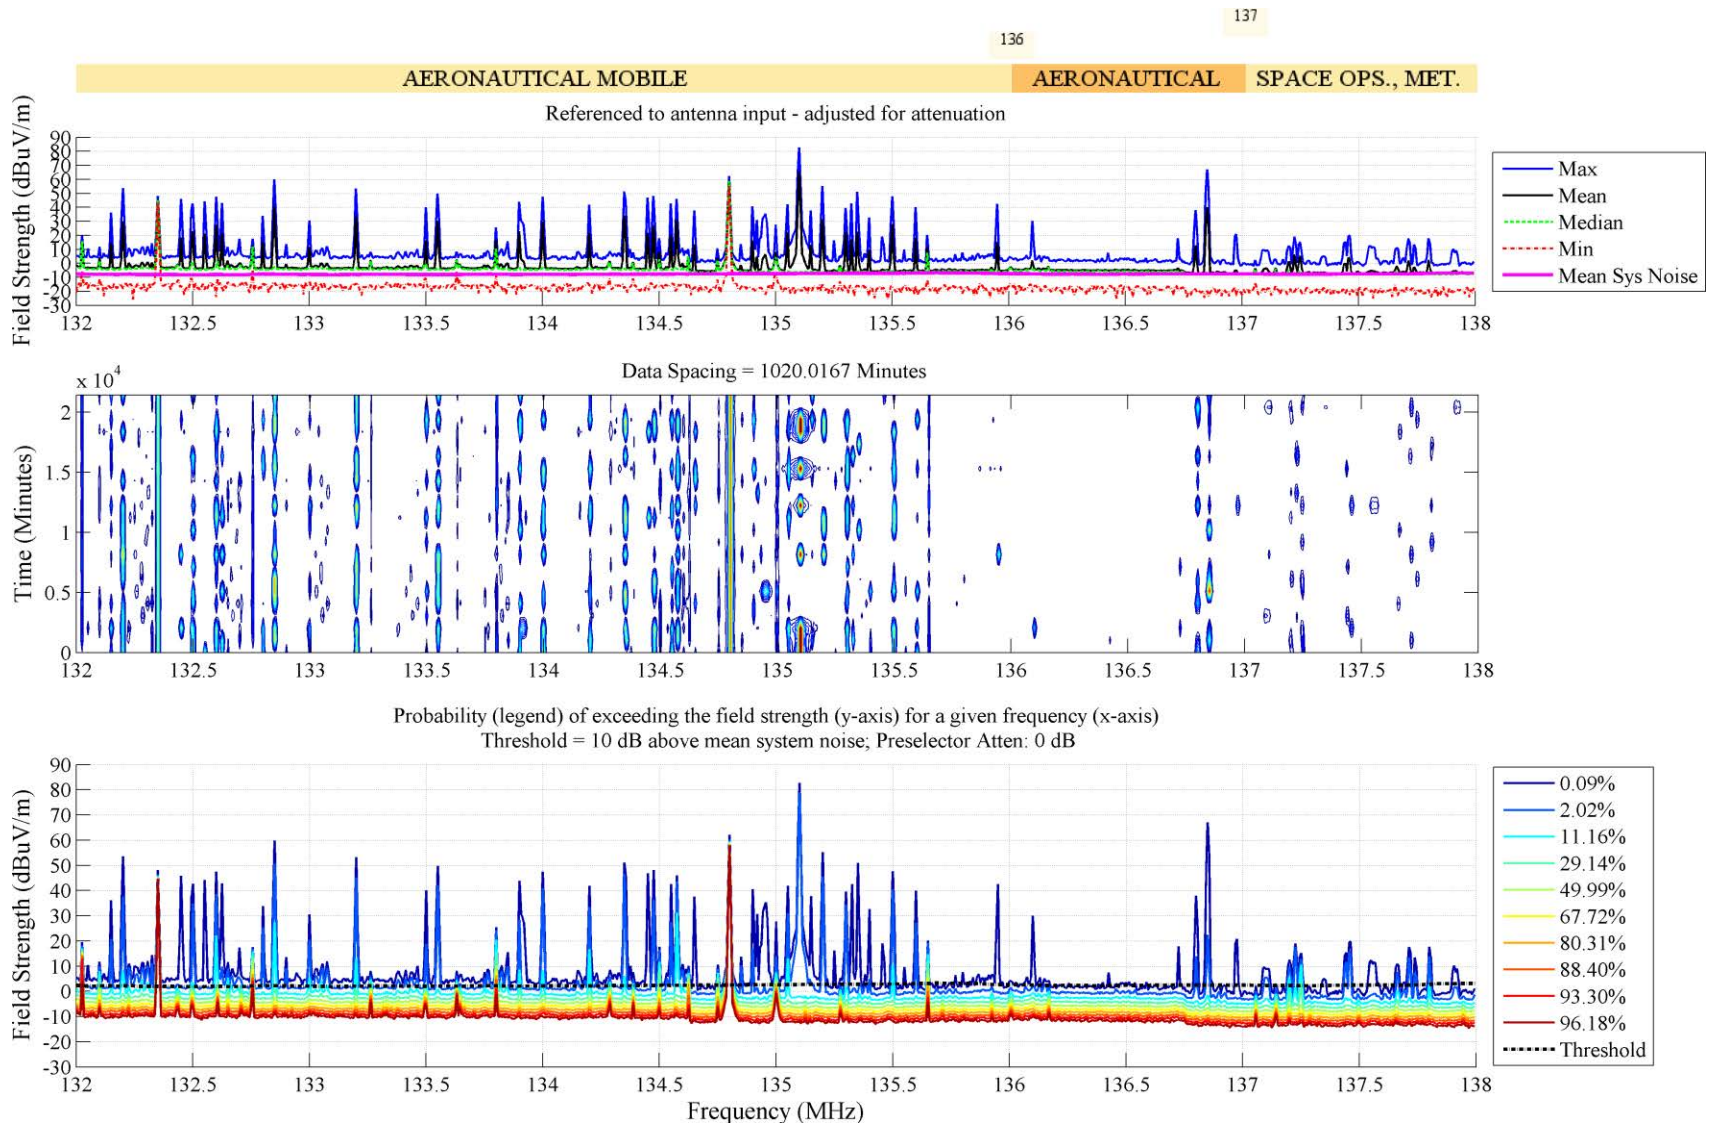 137
136
AERONAUTICAL MOBILE AERONAUTICAL SPACE OPS., MET.
Referenced to antenna input - adjusted for attenuation
Field Strength (dBuV/m)
90
80
70
60
50
40
30
20
10
0
-10
-20
-30
132 132.5 133 133.5 134 134.5 135 135.5 136 136.5 137 137.5 138
Max
Mean
Median
Min
Mean Sys Noise
Data Spacing = 1020.0167 Minutes
x 10^4
Time (Minutes)
2
1.5
1
0.5
0
132 132.5 133 133.5 134 134.5 135 135.5 136 136.5 137 137.5 138
Probability (legend) of exceeding the field strength (y-axis) for a given frequency (x-axis)
Threshold = 10 dB above mean system noise; Preselector Atten: 0 dB
Field Strength (dBuV/m)
90
80
70
60
50
40
30
20
10
0
-10
-20
-30
132 132.5 133 133.5 134 134.5 135 135.5 136 136.5 137 137.5 138
Frequency (MHz)
0.09%
2.02%
11.16%
29.14%
49.99%
67.72%
80.31%
88.40%
93.30%
96.18%
Threshold